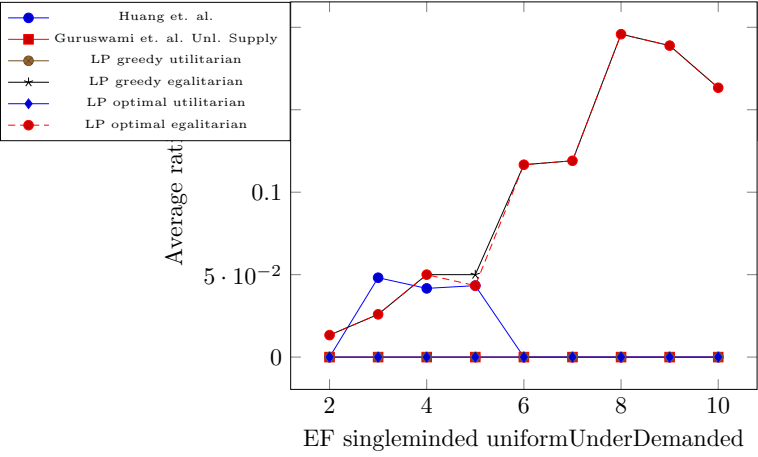 Huang et. al.
Guruswami et. al. Unl. Supply
LP greedy utilitarian
LP greedy egalitarian
LP optimal utilitarian
LP optimal egalitarian
Average
0.1
5 · 10⁻²
0
2 4 6 8 10
EF singleminded uniformUnderDemanded